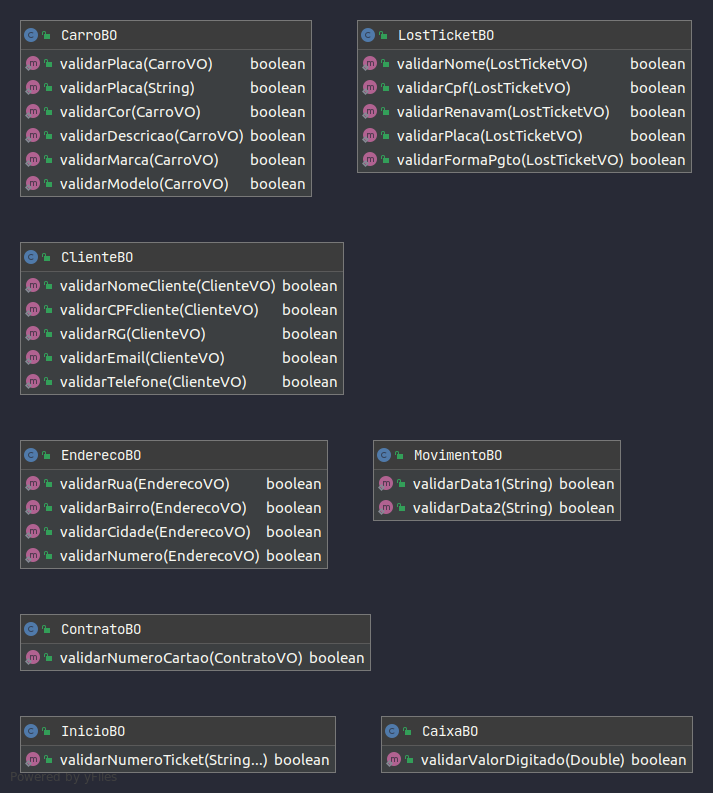 CarroBO
validarPlaca(CarroVO) boolean
validarPlaca(String) boolean
validarCor(CarroVO) boolean
validarDescricao(CarroVO) boolean
validarMarca(CarroVO) boolean
validarModelo(CarroVO) boolean
LostTicketBO
validarNome(LostTicketVO) boolean
validarCpf(LostTicketVO) boolean
validarRenavam(LostTicketVO) boolean
validarPlaca(LostTicketVO) boolean
validarFormaPgto(LostTicketVO) boolean
ClienteBO
validarNomeCliente(ClienteVO) boolean
validarCPFcliente(ClienteVO) boolean
validarRG(ClienteVO) boolean
validarEmail(ClienteVO) boolean
validarTelefone(ClienteVO) boolean
EnderecoBO
validarRua(EnderecoVO) boolean
validarBairro(EnderecoVO) boolean
validarCidade(EnderecoVO) boolean
validarNumero(EnderecoVO) boolean
MovimentoBO
validarData1(String) boolean
validarData2(String) boolean
ContratoBO
validarNumeroCartao(ContratoVO) boolean
InicioBO
validarNumeroTicket(String...) boolean
CaixaBO
validarValorDigitado(Double) boolean
Powered by yFiles